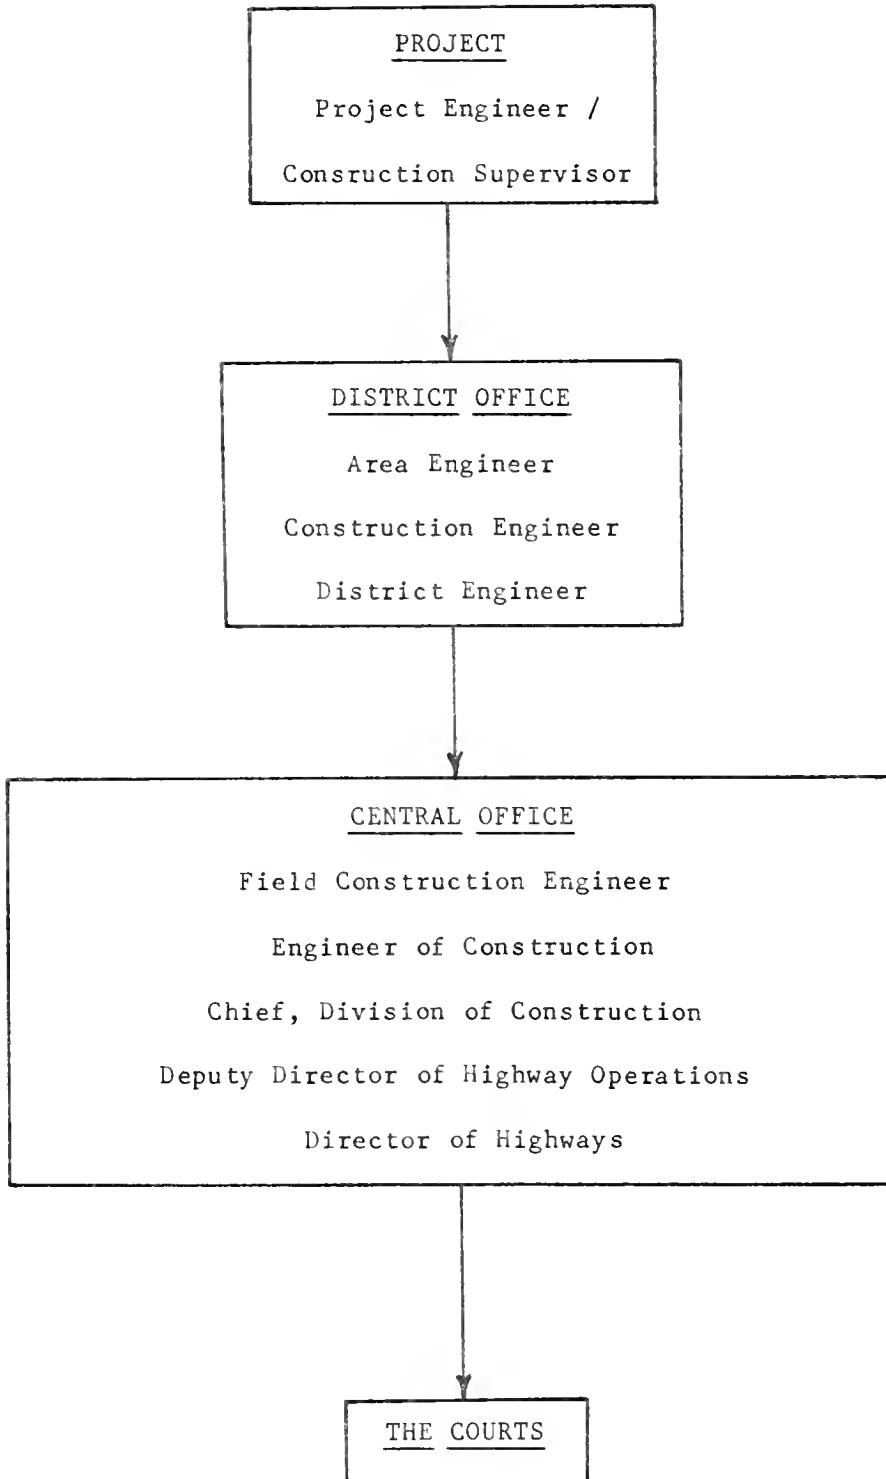 PROJECT
Project Engineer /
Consruction Supervisor
DISTRICT OFFICE
Area Engineer
Construction Engineer
District Engineer
CENTRAL OFFICE
Field Construction Engineer
Engineer of Construction
Chief, Division of Construction
Deputy Director of Highway Operations
Director of Highways
THE COURTS